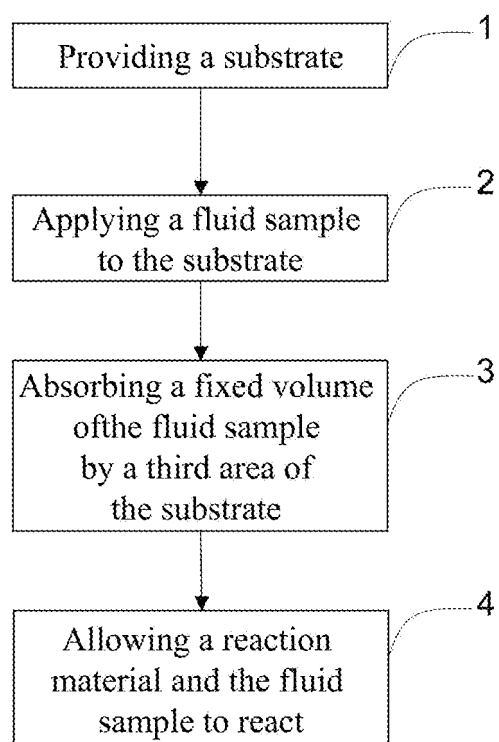 1
Providing a substrate
2
Applying a fluid sample
to the substrate
3
Absorbing a fixed volume
ofthe fluid sample
by a third area of
the substrate
4
Allowing a reaction
material and the fluid
sample to react